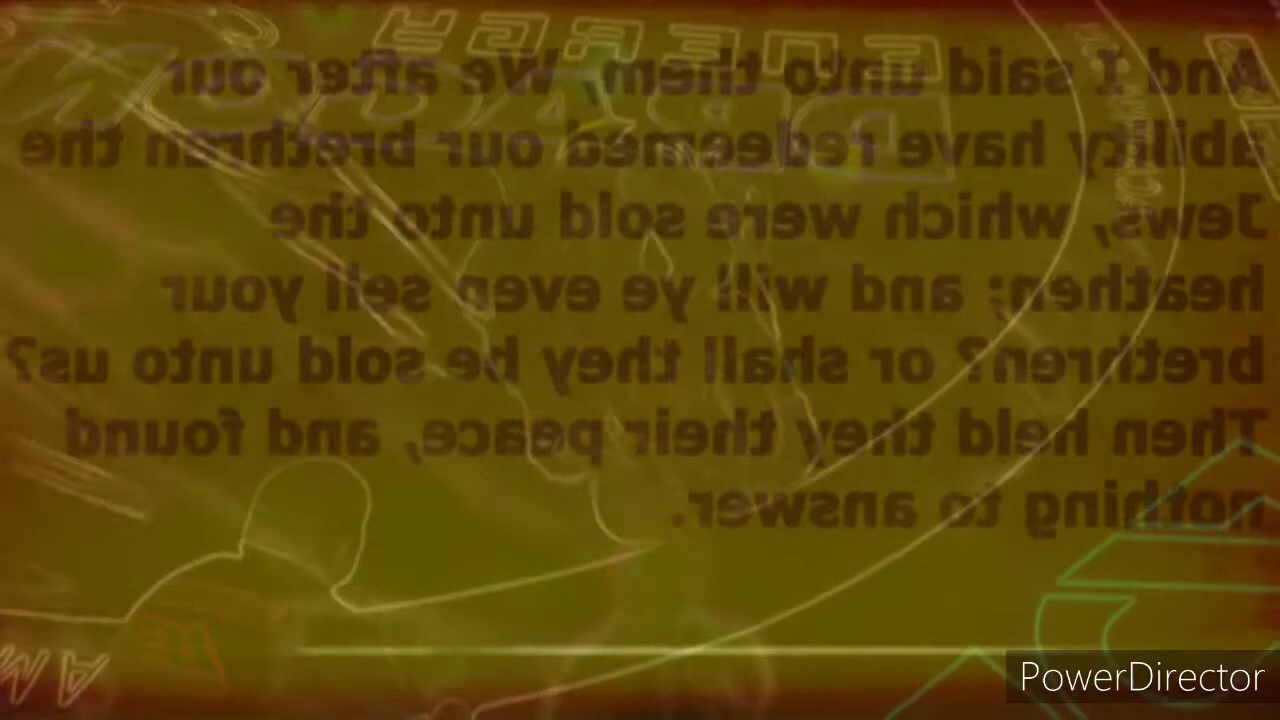 And I said unto them, We after our
ability have redeemed our brethren the
Jews, which were sold unto the
heathen; and will ye even sell your
brethren? or shall they be sold unto us?
Then held they their peace, and found
nothing to answer.
PowerDirector